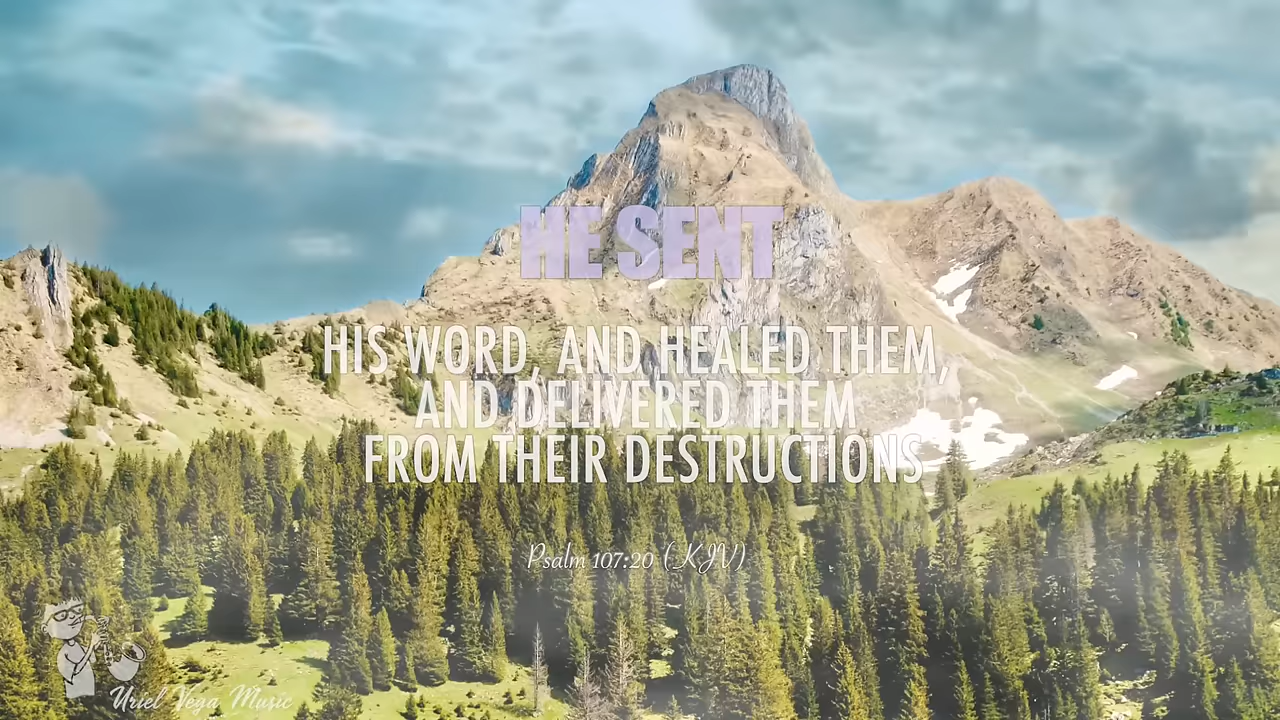 HE SENT
HIS WORD, AND HEALED THEM,
AND DELIVERED THEM
FROM THEIR DESTRUCTIONS
Psalm 107:20 (KJV)
Uriel Vega Music